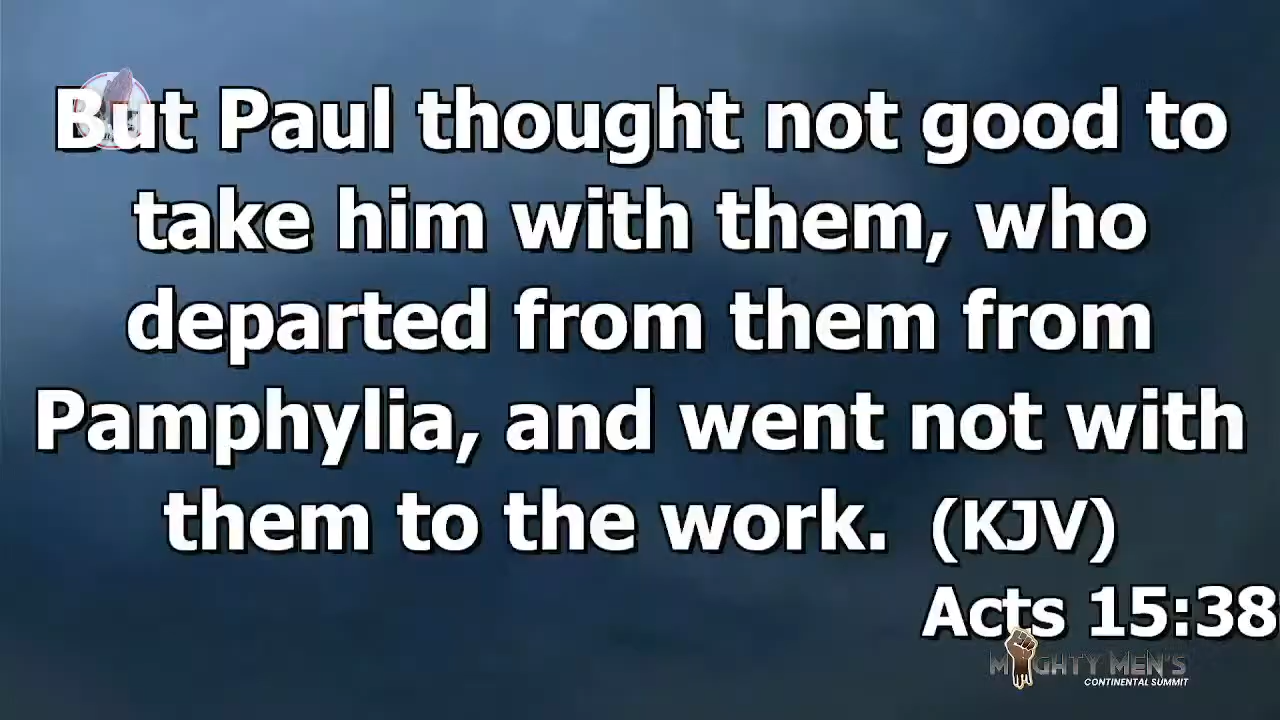 But Paul thought not good to
take him with them, who
departed from them from
Pamphylia, and went not with
them to the work. (KJV)
Acts 15:38
MIGHTY MEN'S
CONTINENTAL SUMMIT